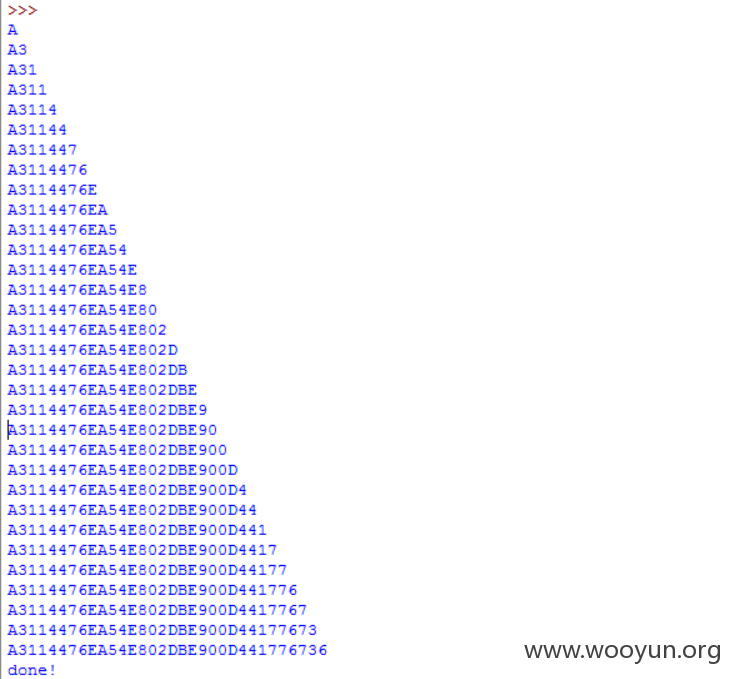 >>>
A
A3
A31
A311
A3114
A31144
A311447
A3114476
A3114476E
A3114476EA
A3114476EA5
A3114476EA54
A3114476EA54E
A3114476EA54E8
A3114476EA54E80
A3114476EA54E802
A3114476EA54E802D
A3114476EA54E802DB
A3114476EA54E802DBE
A3114476EA54E802DBE9
A3114476EA54E802DBE90
A3114476EA54E802DBE900
A3114476EA54E802DBE900D
A3114476EA54E802DBE900D4
A3114476EA54E802DBE900D44
A3114476EA54E802DBE900D441
A3114476EA54E802DBE900D4417
A3114476EA54E802DBE900D44177
A3114476EA54E802DBE900D441776
A3114476EA54E802DBE900D4417767
A3114476EA54E802DBE900D44177673
A3114476EA54E802DBE900D441776736
done!
www.wooyun.org